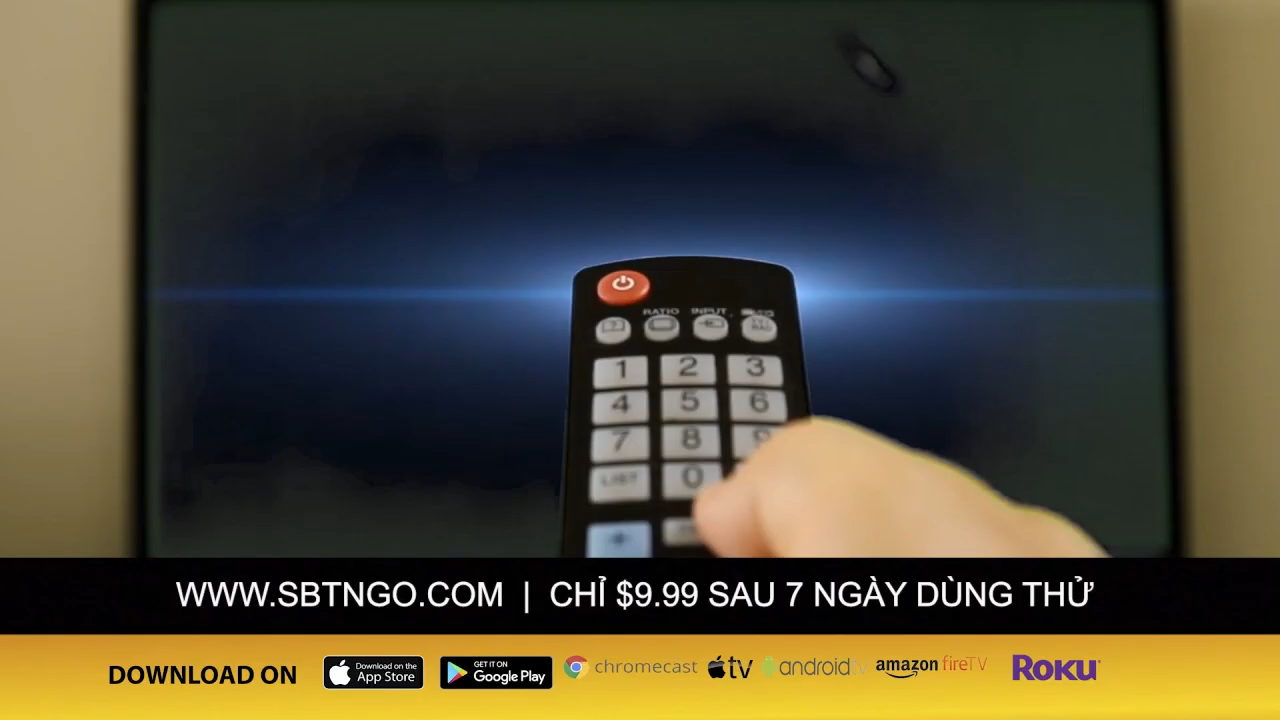 RATIO INPUT
1 2 3
4 5 6
7 8 9
LIST 0
WWW.SBTNGO.COM | CHỈ $9.99 SAU 7 NGÀY DÙNG THỬ
DOWNLOAD ON
Download on the
App Store
GET IT ON
Google Play
chromecast
tv
androidtv
amazon fireTV
ROKU